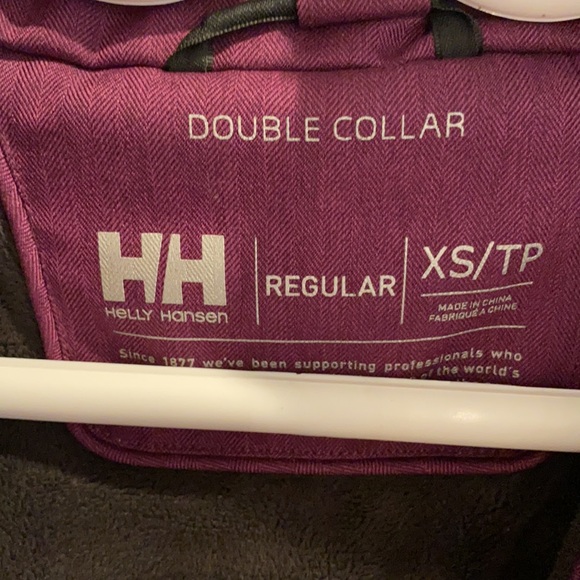 DOUBLE COLLAR
HH
HELLY HANSEN
REGULAR
XS/TP
MADE IN CHINA
FABRIQUÉ A CHINE
Since 1877 we've been supporting professionals who
of the world's